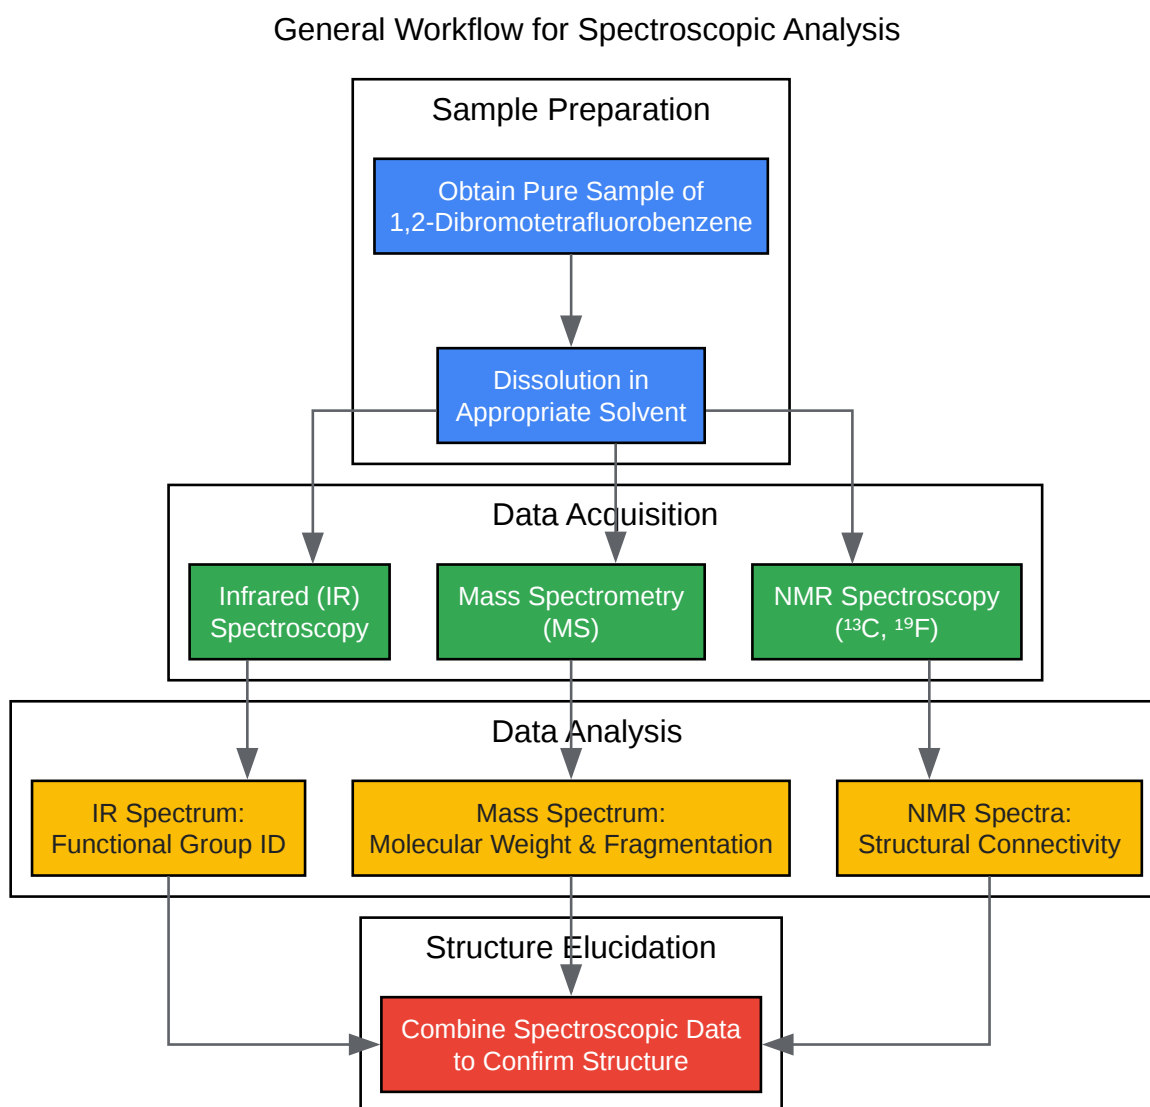 General Workflow for Spectroscopic Analysis
Sample Preparation
Obtain Pure Sample of
1,2-Dibromotetrafluorobenzene
Dissolution in
Appropriate Solvent
Data Acquisition
Infrared (IR)
Spectroscopy
Mass Spectrometry
(MS)
NMR Spectroscopy
(¹³C, ¹⁹F)
Data Analysis
IR Spectrum:
Functional Group ID
Mass Spectrum:
Molecular Weight & Fragmentation
NMR Spectra:
Structural Connectivity
Structure Elucidation
Combine Spectroscopic Data
to Confirm Structure